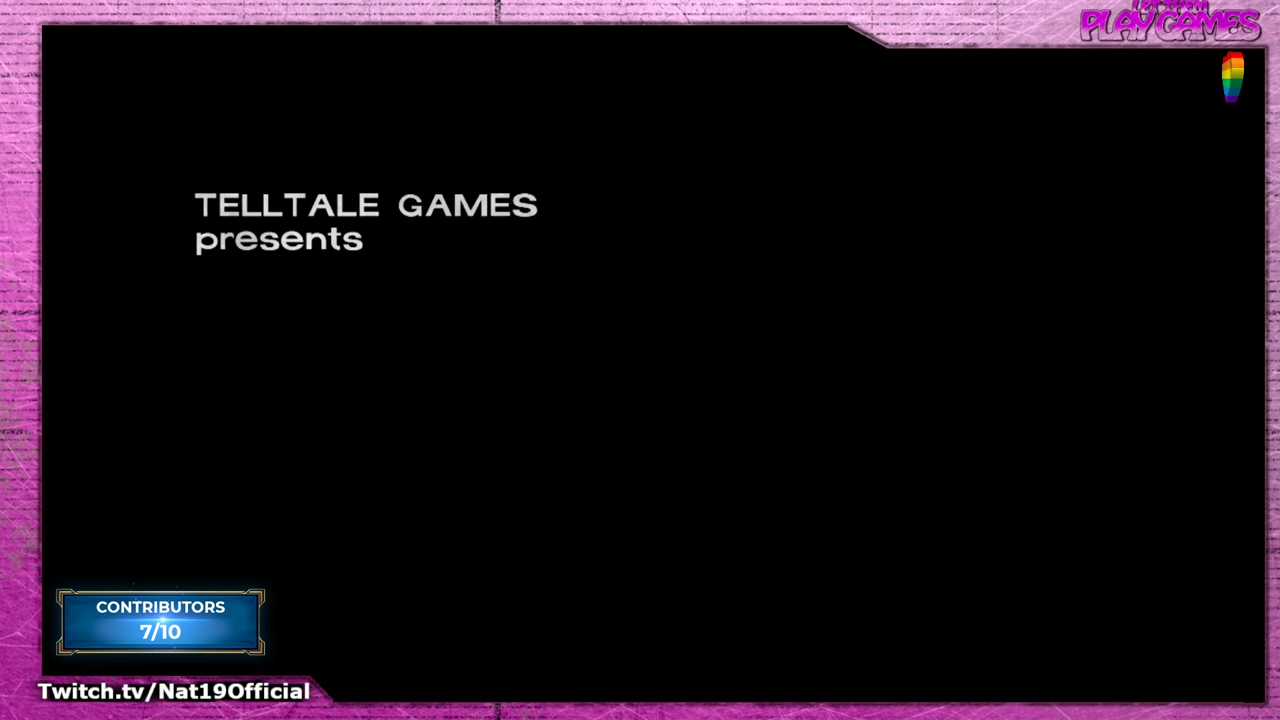 PLAY GAMES
TELLTALE GAMES
presents
CONTRIBUTORS
7/10
Twitch.tv/Nat19Official